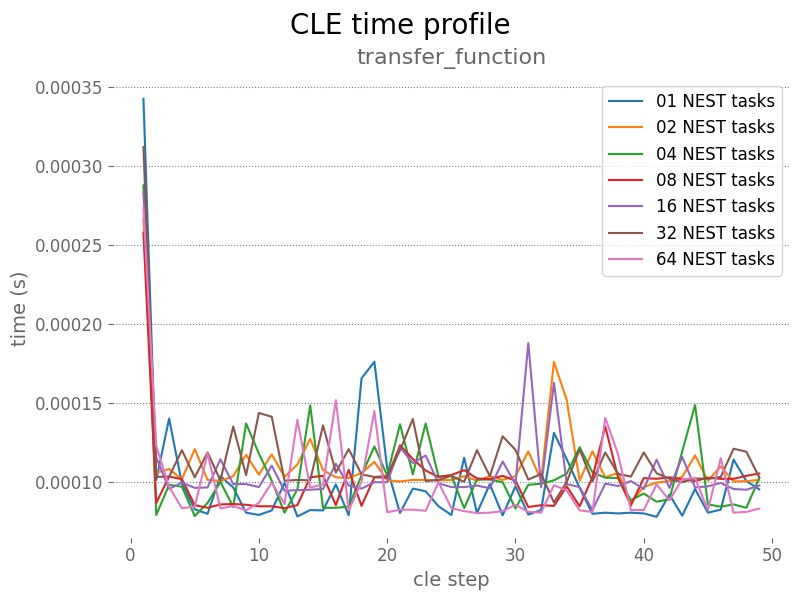 CLE time profile
transfer_function
0.00035
0.00030
0.00025
0.00020
0.00015
0.00010
time (s)
01 NEST tasks
02 NEST tasks
04 NEST tasks
08 NEST tasks
16 NEST tasks
32 NEST tasks
64 NEST tasks
0
10
20
30
40
50
cle step